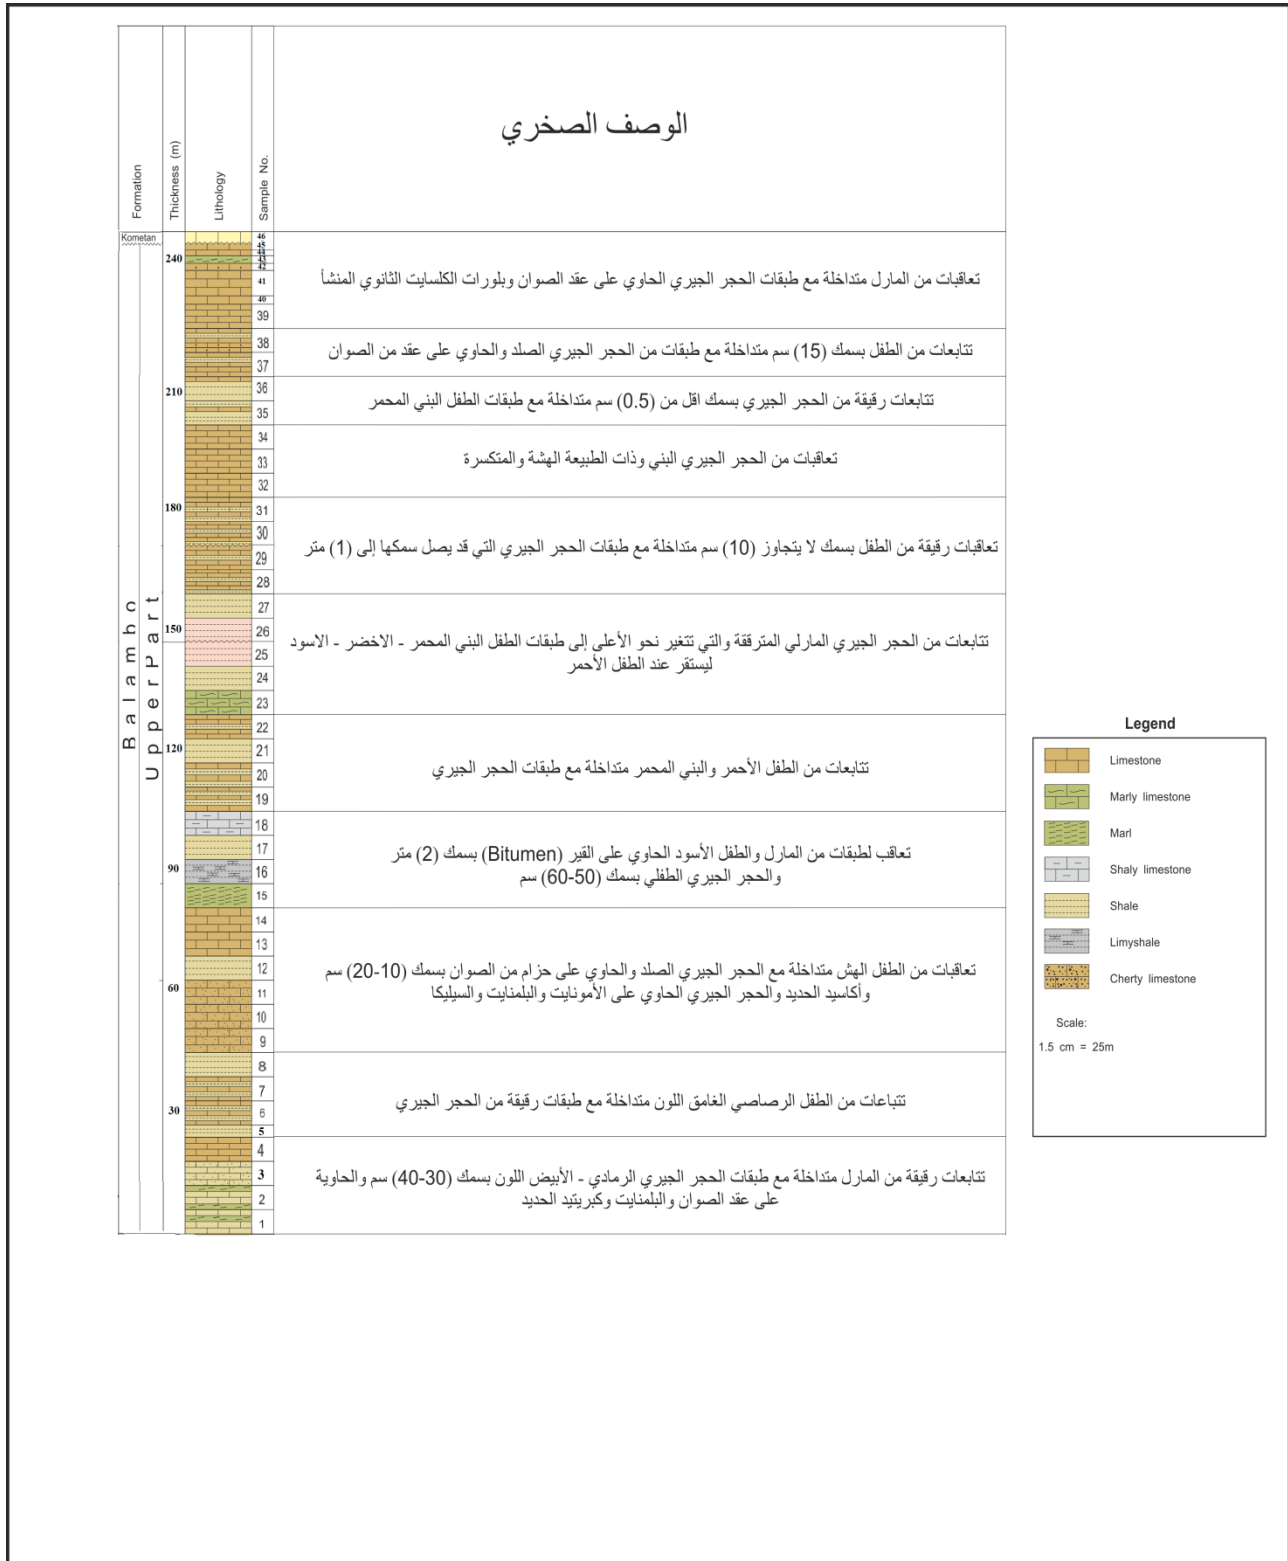 الوصف الصخري
Formation
Thickness (m)
Lithology
Sample No.
Kometan
Balambo
Upper Part
240
210
180
150
120
90
60
30
46
45
44
43
42
41
40
39
38
37
36
35
34
33
32
31
30
29
28
27
26
25
24
23
22
21
20
19
18
17
16
15
14
13
12
11
10
9
8
7
6
5
4
3
2
1
تعاقبات من المارل متداخلة مع طبقات الحجر الجيري الحاوي على عقد الصوان وبلورات الكلسايت الثانوي المنشأ
تتابعات من الطفل بسمك (15) سم متداخلة مع طبقات من الحجر الجيري الصلد والحاوي على عقد من الصوان
تتابعات رقيقة من الحجر الجيري بسمك اقل من (0.5) سم متداخلة مع طبقات الطفل البني المحمر
تعاقبات من الحجر الجيري البني وذات الطبيعة الهشة والمتكسرة
تعاقبات رقيقة من الطفل بسمك لا يتجاوز (10) سم متداخلة مع طبقات الحجر الجيري التي قد يصل سمكها إلى (1) متر
تتابعات من الحجر الجيري المارلي المترققة والتي تتغير نحو الأعلى إلى طبقات الطفل البني المحمر - الاخضر - الاسود
ليستقر عند الطفل الأحمر
تتابعات من الطفل الأحمر والبني المحمر متداخلة مع طبقات الحجر الجيري
تعاقب لطبقات من المارل والطفل الأسود الحاوي على القير (Bitumen) بسمك (2) متر
والحجر الجيري الطفلي بسمك (50-60) سم
تعاقبات من الطفل الهش متداخلة مع الحجر الجيري الصلد والحاوي على حزام من الصوان بسمك (10-20) سم
وأكاسيد الحديد والحجر الجيري الحاوي على الأمونايت والبلمنايت والسيليكا
تتباعات من الطفل الرصاصي الغامق اللون متداخلة مع طبقات رقيقة من الحجر الجيري
تتابعات رقيقة من المارل متداخلة مع طبقات الحجر الجيري الرمادي - الأبيض اللون بسمك (30-40) سم والحاوية
على عقد الصوان والبلمنايت وكبريتيد الحديد
Legend
Limestone
Marly limestone
Marl
Shaly limestone
Shale
Limyshale
Cherty limestone
Scale:
1.5 cm = 25m